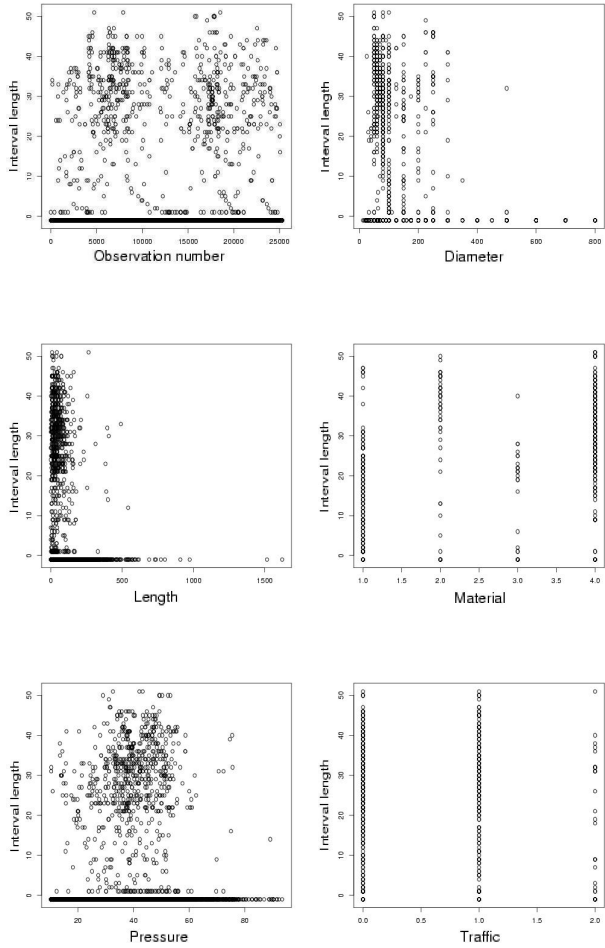 Interval length
0 10 20 30 40 50
0 5000 10000 15000 20000 25000
Observation number
Interval length
0 10 20 30 40 50
0 200 400 600 800
Diameter
Interval length
0 10 20 30 40 50
0 500 1000 1500
Length
Interval length
0 10 20 30 40 50
1.0 1.5 2.0 2.5 3.0 3.5 4.0
Material
Interval length
0 10 20 30 40 50
20 40 60 80
Pressure
Interval length
0 10 20 30 40 50
0.0 0.5 1.0 1.5 2.0
Traffic